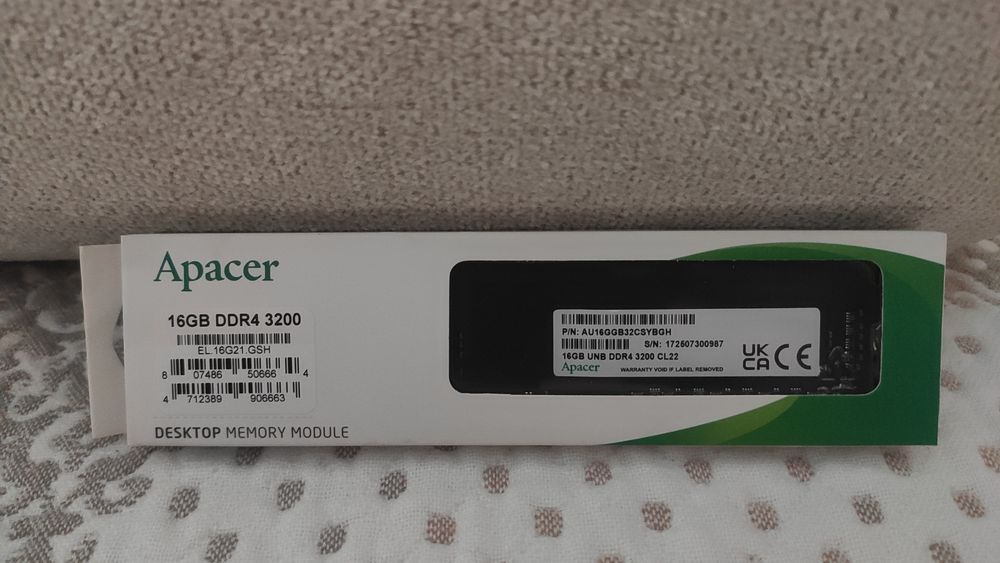 Apacer
16GB DDR4 3200
EL.16G21.GSH
8 07486 50666 4
4 712389 906663
DESKTOP MEMORY MODULE
P/N: AU16GGB32CSYBGH
S/N: 172507300987
16GB UNB DDR4 3200 CL22
Apacer WARRANTY VOID IF LABEL REMOVED
UK
CA CE